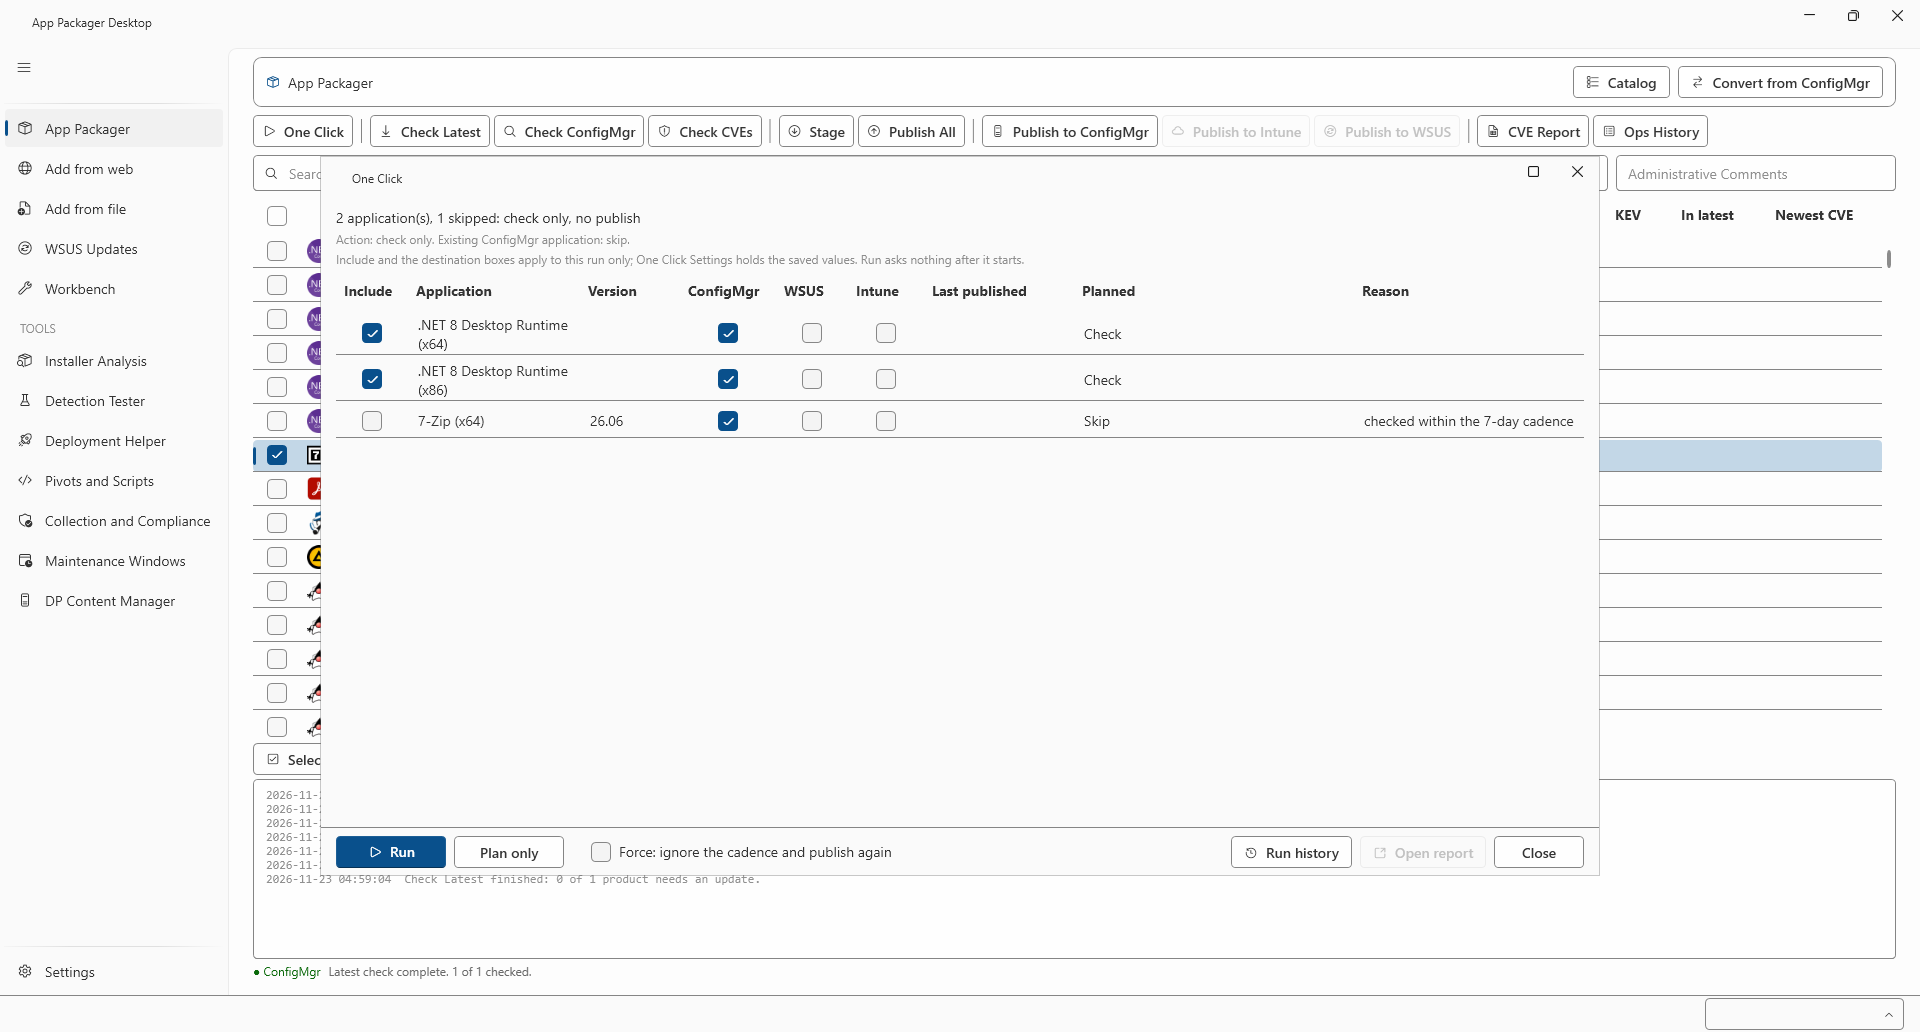 App Packager Desktop
App Packager
Add from web
Add from file
WSUS Updates
Workbench
TOOLS
Installer Analysis
Detection Tester
Deployment Helper
Pivots and Scripts
Collection and Compliance
Maintenance Windows
DP Content Manager
Settings
App Packager
Catalog
Convert from ConfigMgr
One Click
Check Latest
Check ConfigMgr
Check CVEs
Stage
Publish All
Publish to ConfigMgr
Publish to Intune
Publish to WSUS
CVE Report
Ops History
Administrative Comments
KEV In latest Newest CVE
One Click
2 application(s), 1 skipped: check only, no publish
Action: check only. Existing ConfigMgr application: skip.
Include and the destination boxes apply to this run only; One Click Settings holds the saved values. Run asks nothing after it starts.
Include Application Version ConfigMgr WSUS Intune Last published Planned Reason
.NET 8 Desktop Runtime
(x64)
Check
.NET 8 Desktop Runtime
(x86)
Check
7-Zip (x64) 26.06 Skip checked within the 7-day cadence
Run
Plan only
Force: ignore the cadence and publish again
Run history
Open report
Close
2026-11-23 04:59:04 Check Latest finished: 0 of 1 product needs an update.
ConfigMgr Latest check complete. 1 of 1 checked.